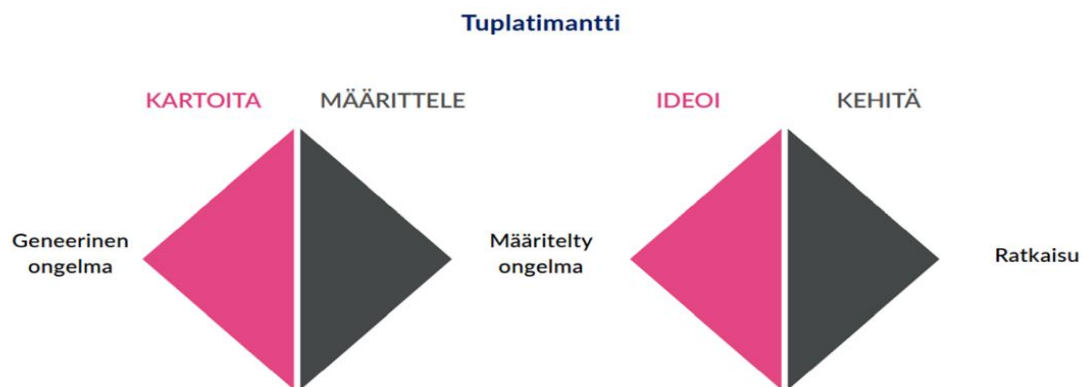 Tuplatimantti
KARTOITA
MÄÄRITTELE
IDEOI
KEHITÄ
Geneerinen
ongelma
Määritelty
ongelma
Ratkaisu